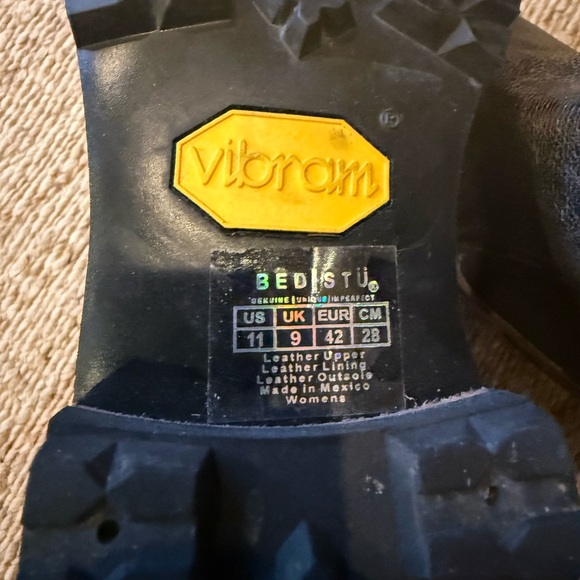 vibram
®
BED|STÜ®
GENUINE|UNIQUE|IMPERFECT
US UK EUR CM
11 9 42 28
Leather Upper
Leather Lining
Leather Outsole
Made in Mexico
Womens